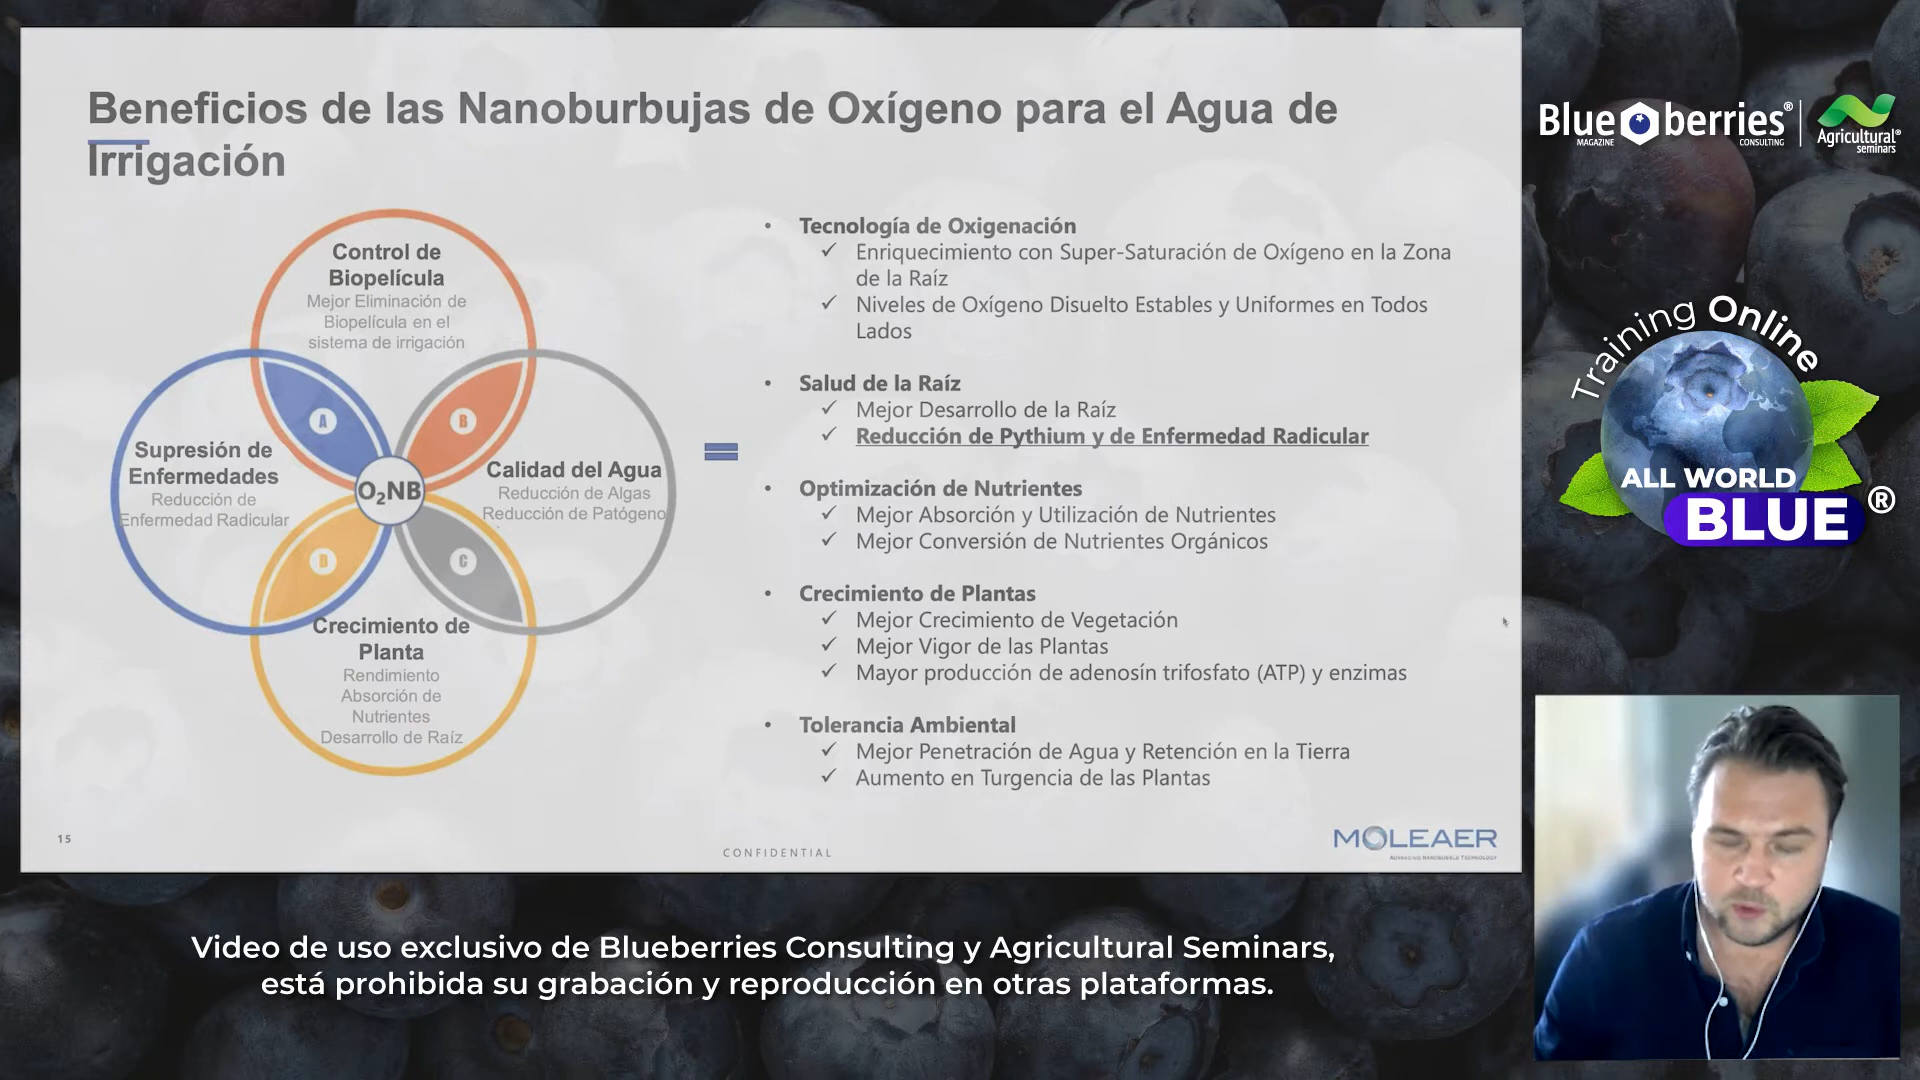 Beneficios de las Nanoburbujas de Oxígeno para el Agua de
Irrigación
Control de
Biopelícula
Mejor Eliminación de
Biopelícula en el
sistema de irrigación
Supresión de
Enfermedades
Reducción de
Enfermedad Radicular
A
B
O₂NB
D
C
Calidad del Agua
Reducción de Algas
Reducción de Patógeno
Crecimiento de
Planta
Rendimiento
Absorción de
Nutrientes
Desarrollo de Raíz
=
• Tecnología de Oxigenación
✓ Enriquecimiento con Super-Saturación de Oxígeno en la Zona
de la Raíz
✓ Niveles de Oxígeno Disuelto Estables y Uniformes en Todos
Lados
• Salud de la Raíz
✓ Mejor Desarrollo de la Raíz
✓ Reducción de Pythium y de Enfermedad Radicular
• Optimización de Nutrientes
✓ Mejor Absorción y Utilización de Nutrientes
✓ Mejor Conversión de Nutrientes Orgánicos
• Crecimiento de Plantas
✓ Mejor Crecimiento de Vegetación
✓ Mejor Vigor de las Plantas
✓ Mayor producción de adenosín trifosfato (ATP) y enzimas
• Tolerancia Ambiental
✓ Mejor Penetración de Agua y Retención en la Tierra
✓ Aumento en Turgencia de las Plantas
15
CONFIDENTIAL
MOLEAER
ADVANCING NANOBUBBLE TECHNOLOGY
Blueberries®
MAGAZINE
CONSULTING
Agricultural®
seminars
Training Online
ALL WORLD
BLUE ®
Video de uso exclusivo de Blueberries Consulting y Agricultural Seminars,
está prohibida su grabación y reproducción en otras plataformas.